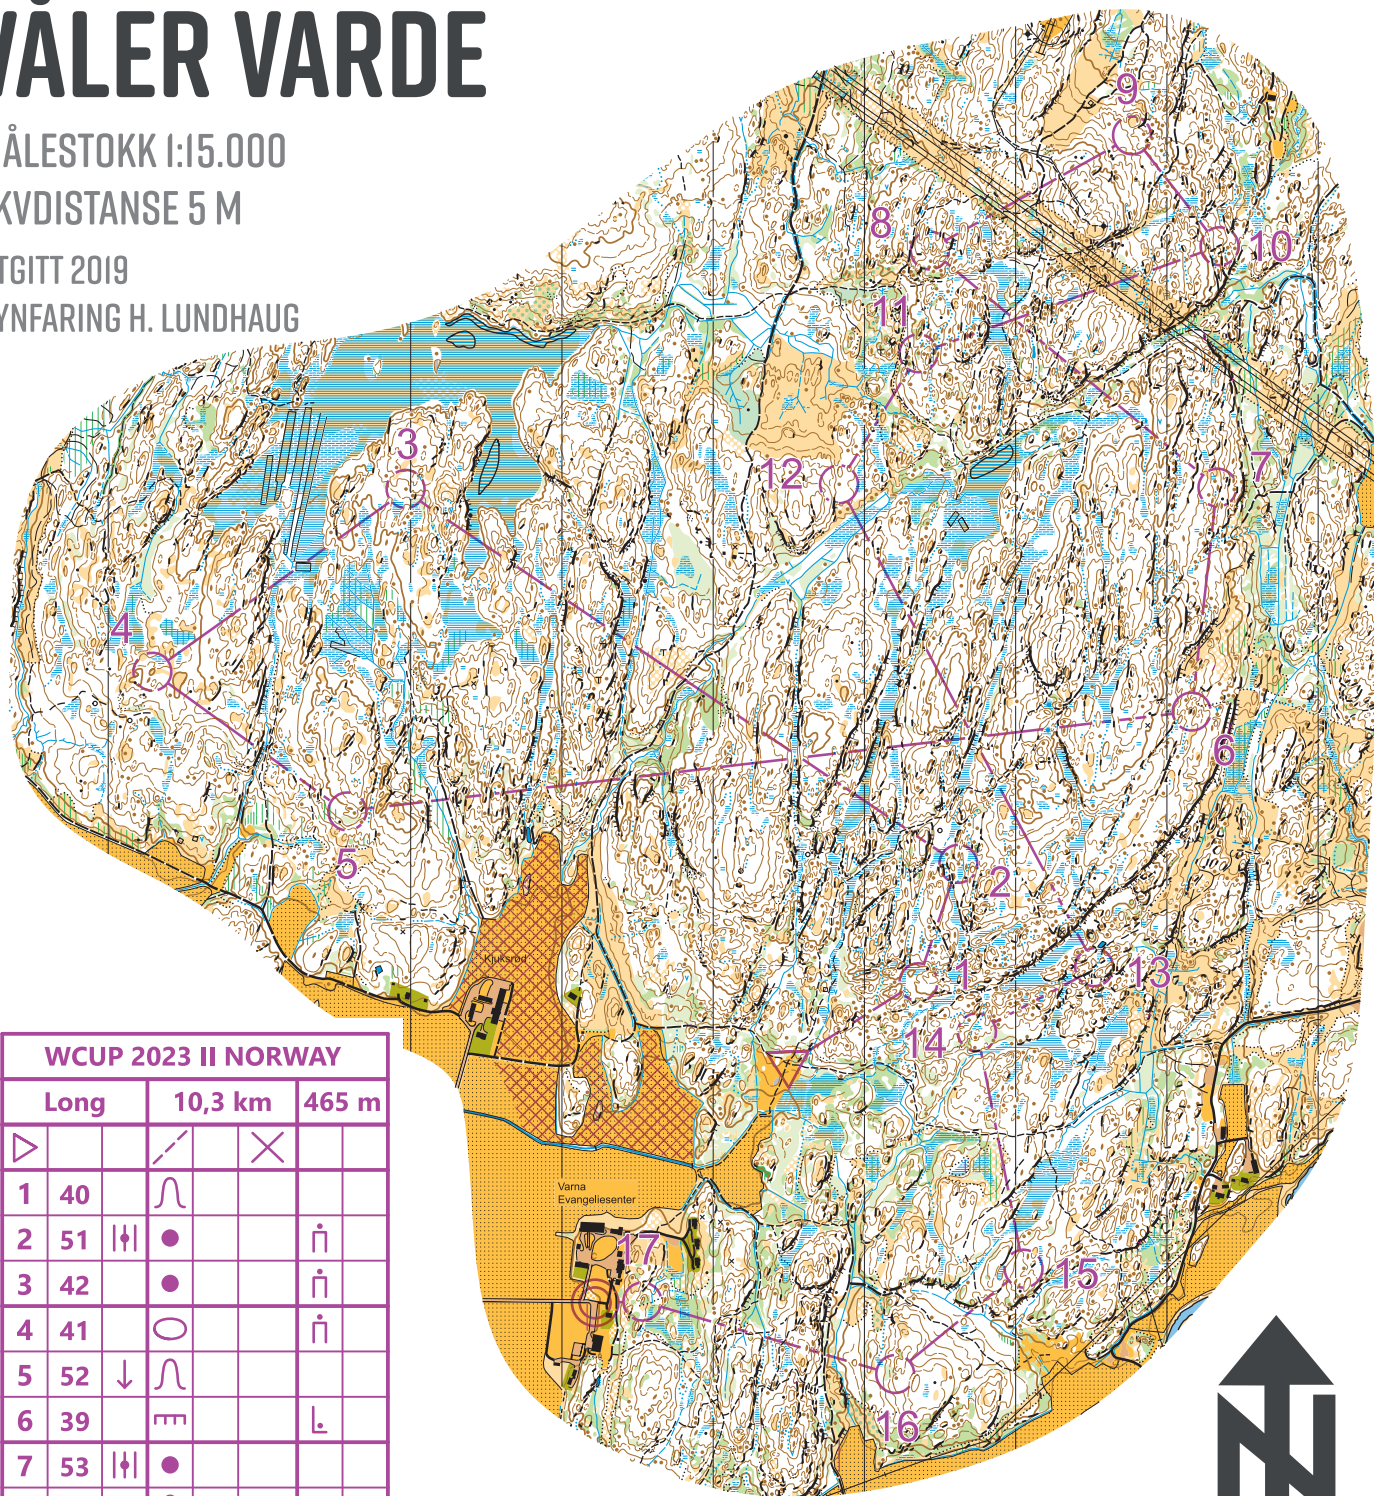 VÅLER VARDE
ÅLESTOKK 1:15.000
KVDISTANSE 5 M
TGITT 2019
YNFARING H. LUNDHAUG
9
8
10
11
3
12
7
4
6
5
2
Kjuksrød
1
13
14
WCUP 2023 II NORWAY
Long 10,3 km 465 m
1 40
2 51
3 42
4 41
5 52
6 39
7 53
Varna
Evangeliesenter
17
15
16
N